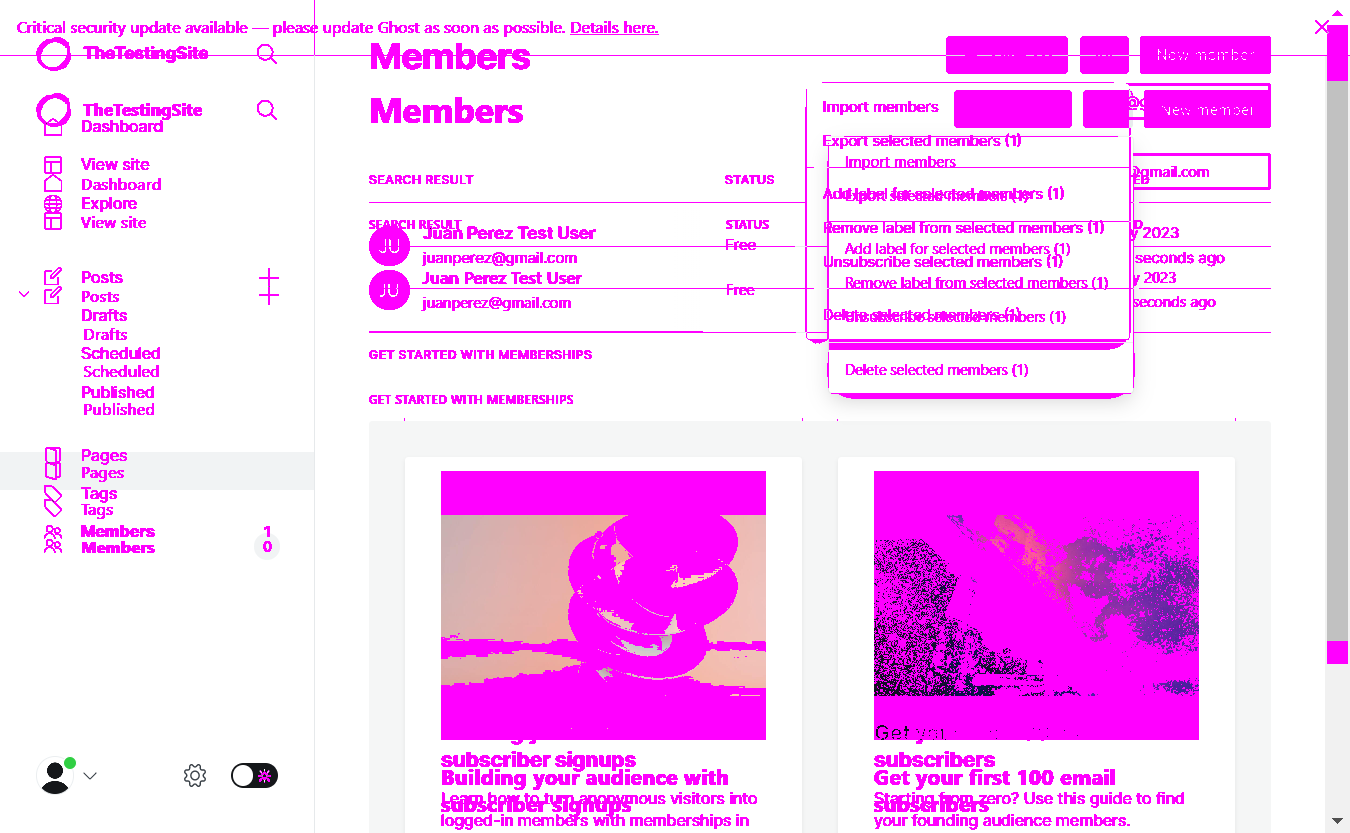 Critical security update available — please update Ghost as soon as possible. Details here.
TheTestingSite
Members
New member
TheTestingSite
Members
Import members
New member
Dashboard
Export selected members (1)
View site
Import members
SEARCH RESULT
STATUS
@gmail.com
Dashboard
Add label for selected members (1)
Export selected members (1)
Explore
View site
SEARCH RESULT
STATUS
Remove label from selected members (1)
Juan Perez Test User
2023
Free
Add label for selected members (1)
juanperez@gmail.com
Unsubscribe selected members (1)
seconds ago
Posts
Juan Perez Test User
Remove label from selected members (1)
2023
Posts
Free
juanperez@gmail.com
seconds ago
Drafts
Delete selected members (1)
Unsubscribe selected members (1)
Drafts
Scheduled
GET STARTED WITH MEMBERSHIPS
Scheduled
Delete selected members (1)
Published
GET STARTED WITH MEMBERSHIPS
Published
Pages
Pages
Tags
Tags
Members 1
Members 0
JU
JU
subscriber signups
Building your audience with
subscriber signups
Learn how to turn anonymous visitors into
logged-in members with memberships in
Get your
subscribers
Get your first 100 email
subscribers
Starting from zero? Use this guide to find
your founding audience members.